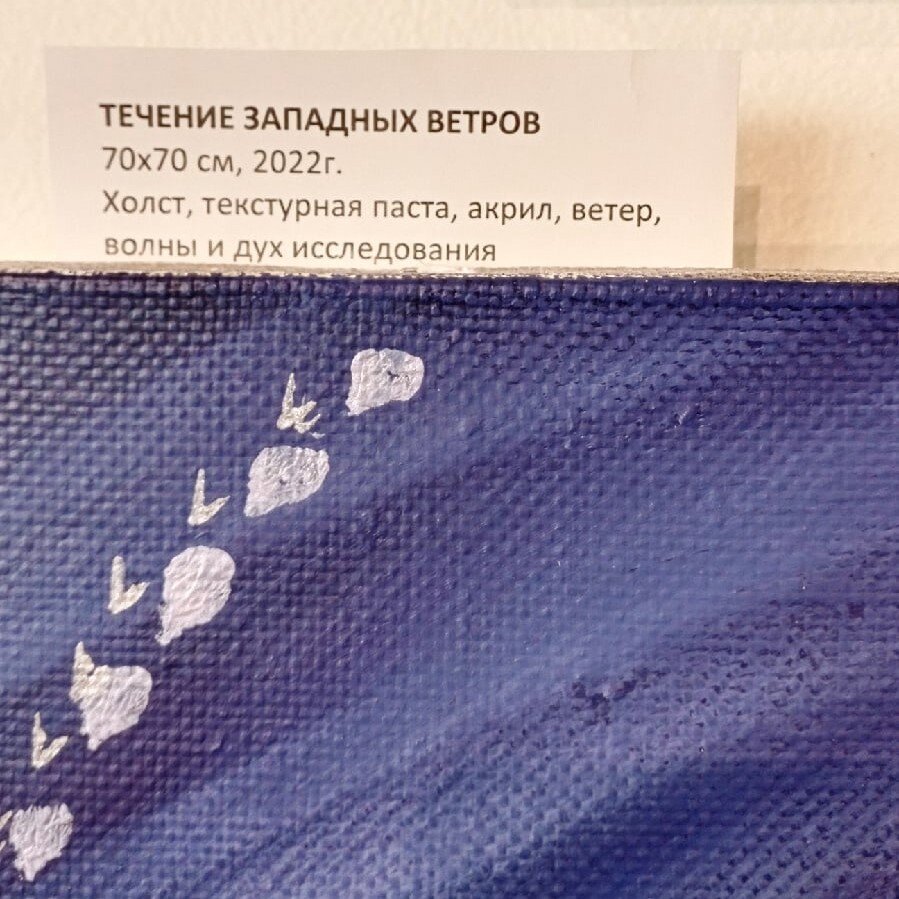 ТЕЧЕНИЕ ЗАПАДНЫХ ВЕТРОВ
70х70 см, 2022г.
Холст, текстурная паста, акрил, ветер,
волны и дух исследования